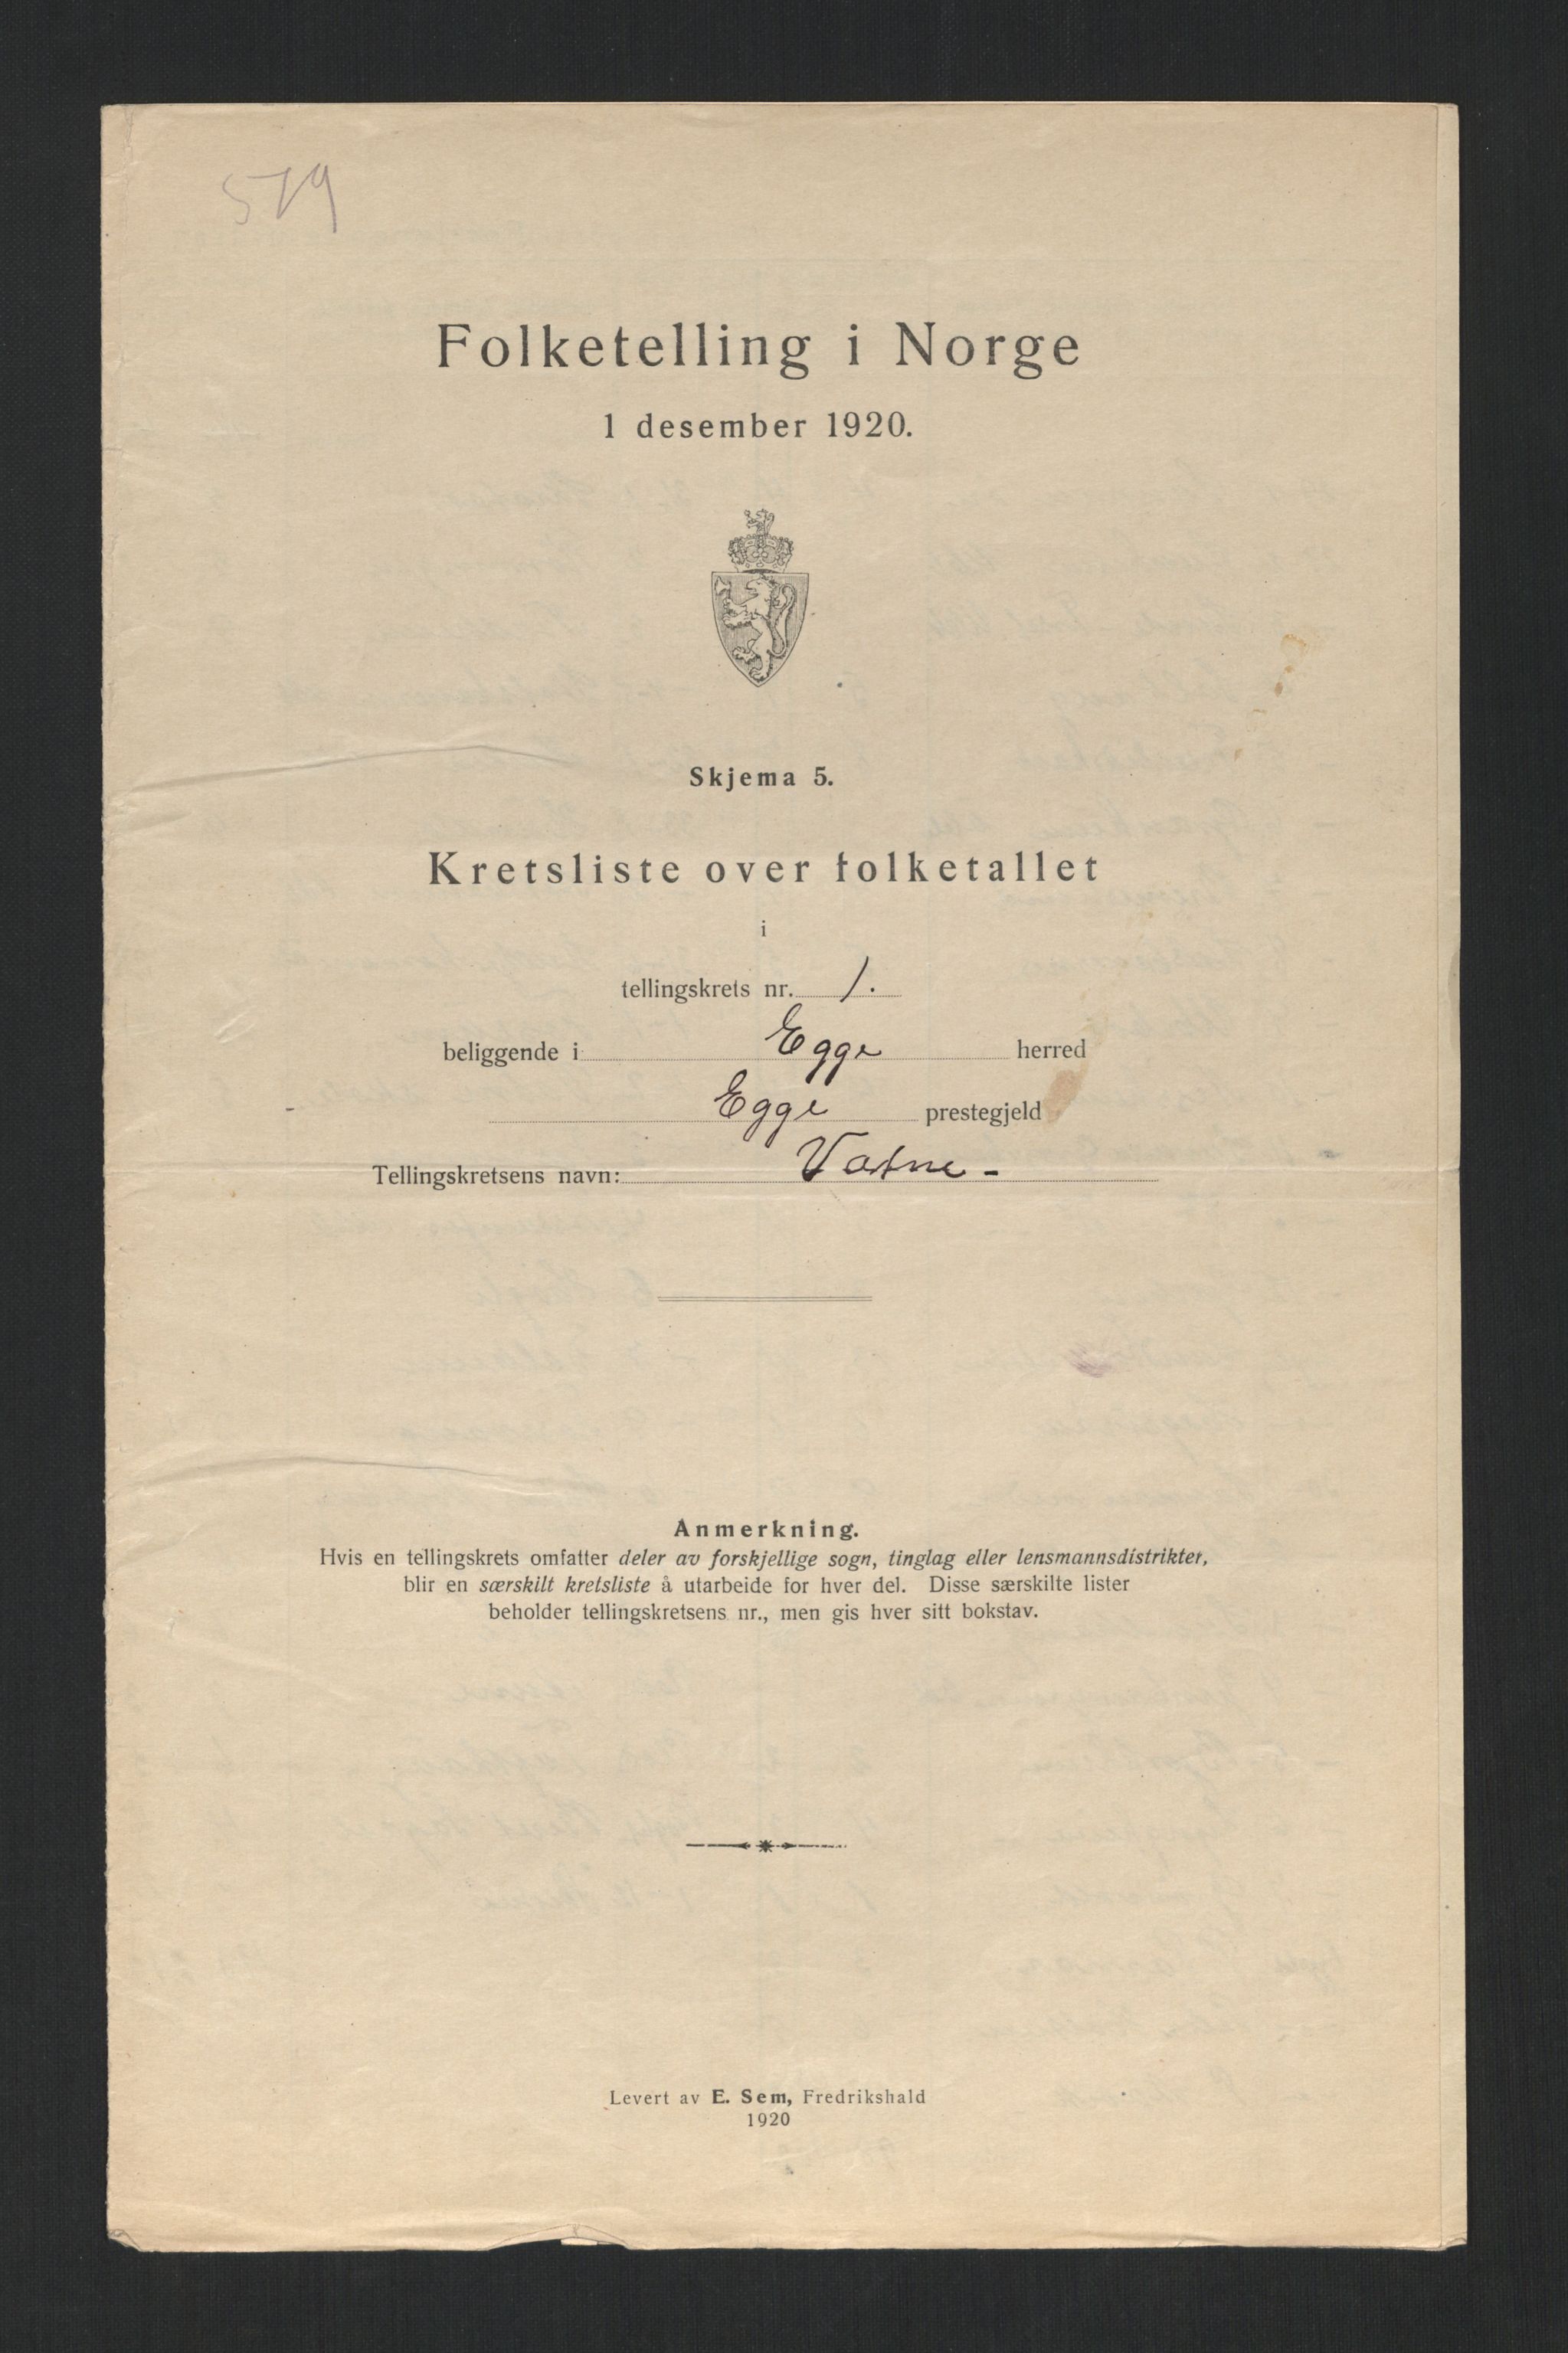 579
Folketelling i Norge
1 desember 1920.
Skjema 5.
Kretsliste over folketallet
i
tellingskrets nr. 1.
beliggende i Egge herred
Egge prestegjeld
Tellingskretsens navn: Vatne -
Anmerkning.
Hvis en tellingskrets omfatter deler av forskjellige sogn, tinglag eller lensmannsdistrikter,
blir en særskilt kretsliste å utarbeide for hver del. Disse særskilte lister
beholder tellingskretsens nr., men gis hver sitt bokstav.
Levert av E. Sem, Fredrikshald
1920